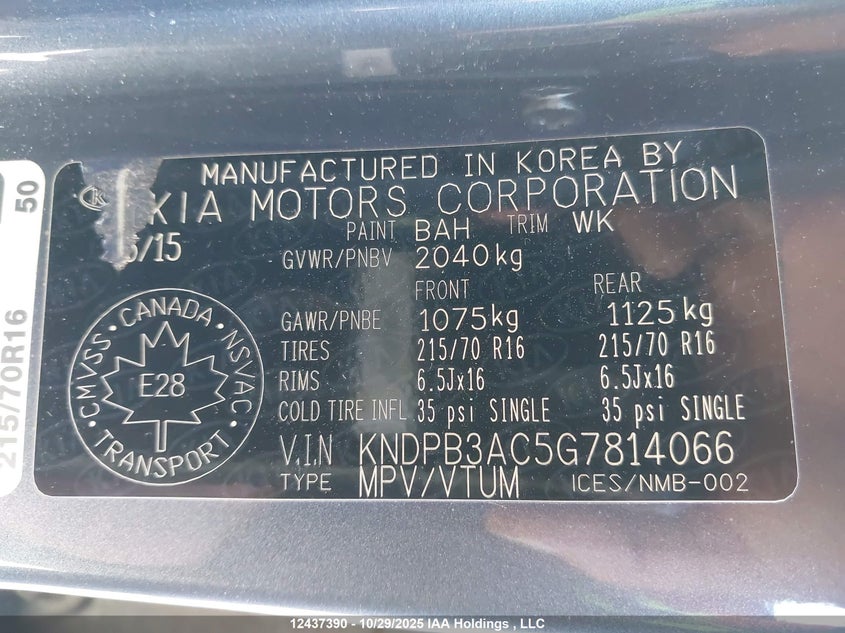 MANUFACTURED IN KOREA BY
KIA MOTORS CORPORATION
PAINT BAH TRIM WK
/15
GVWR/PNBV 2040kg
FRONT REAR
GAWR/PNBE 1075kg 1125kg
TIRES 215/70 R16 215/70 R16
RIMS 6.5Jx16 6.5Jx16
COLD TIRE INFL 35 psi SINGLE 35 psi SINGLE
V.I.N KNDPB3AC5G7814066
TYPE MPV/VTUM ICES/NMB-002
CANADA
CMVSS NSVAC
E28
TRANSPORT
215/70R16 50
12437390 - 10/29/2025 IAA Holdings , LLC